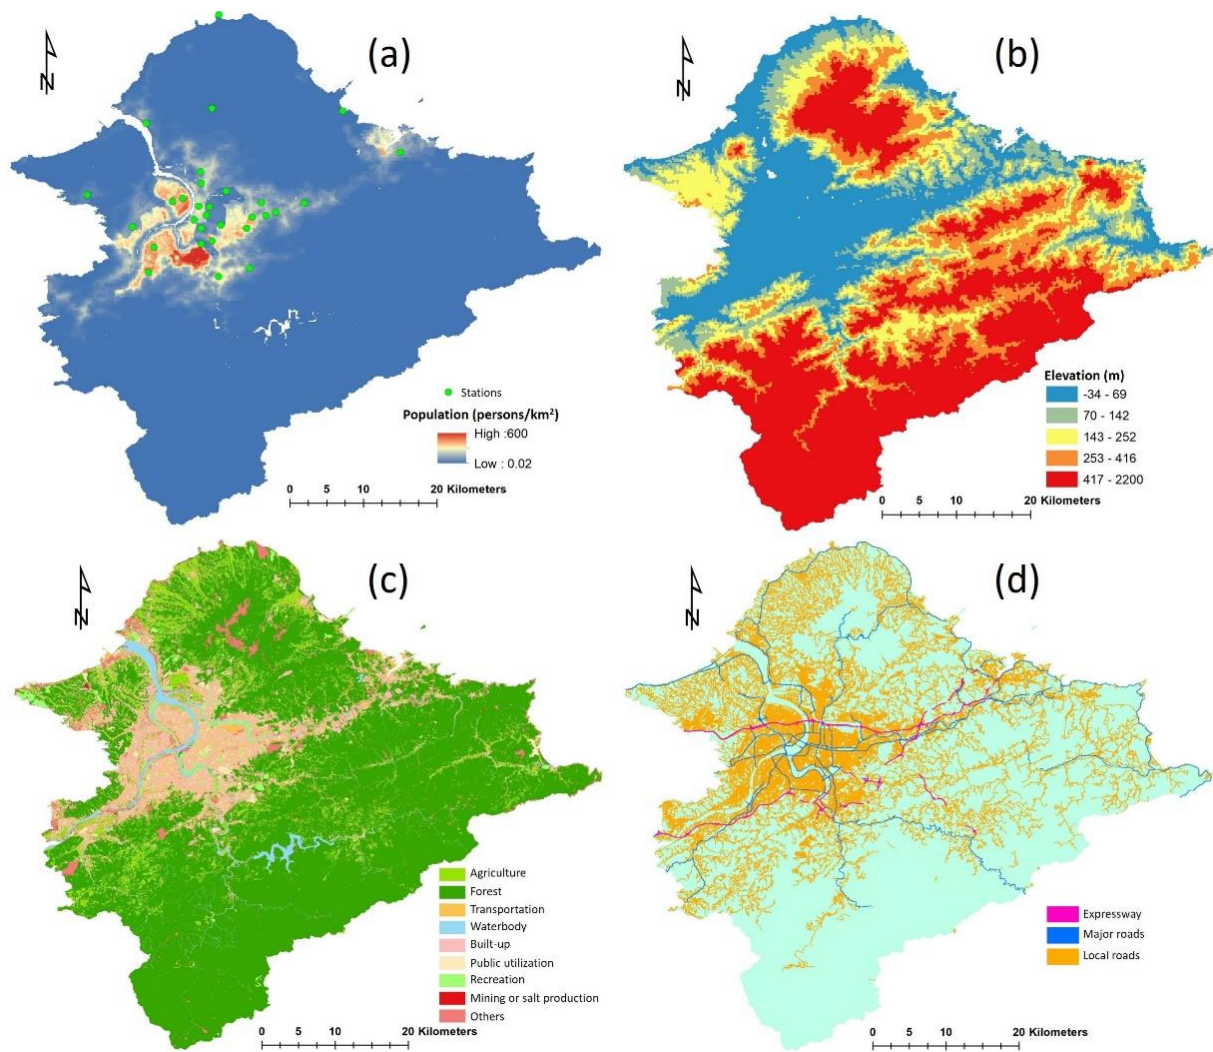 (a)
N
Stations
Population (persons/km²)
High :600
Low : 0.02
0 5 10 20 Kilometers
(b)
N
Elevation (m)
-34 - 69
70 - 142
143 - 252
253 - 416
417 - 2200
0 5 10 20 Kilometers
(c)
N
Agriculture
Forest
Transportation
Waterbody
Built-up
Public utilization
Recreation
Mining or salt production
Others
0 5 10 20 Kilometers
(d)
N
Expressway
Major roads
Local roads
0 5 10 20 Kilometers